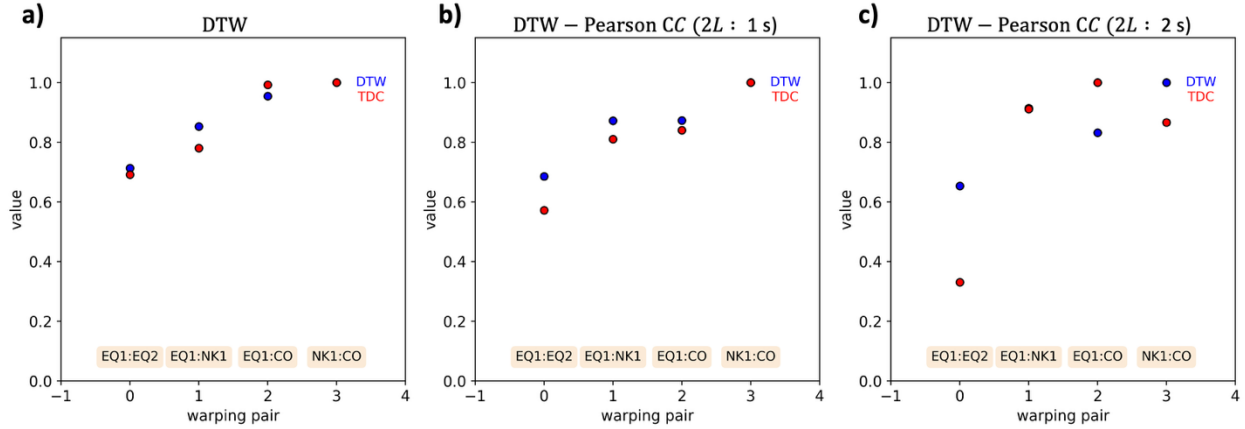 a)
DTW
1.0
0.8
0.6
0.4
0.2
0.0
value
DTW
TDC
EQ1:EQ2 EQ1:NK1 EQ1:CO NK1:CO
−1 0 1 2 3 4
warping pair
b)
DTW − Pearson CC (2L : 1 s)
1.0
0.8
0.6
0.4
0.2
0.0
value
DTW
TDC
EQ1:EQ2 EQ1:NK1 EQ1:CO NK1:CO
−1 0 1 2 3 4
warping pair
c)
DTW − Pearson CC (2L : 2 s)
1.0
0.8
0.6
0.4
0.2
0.0
value
DTW
TDC
EQ1:EQ2 EQ1:NK1 EQ1:CO NK1:CO
−1 0 1 2 3 4
warping pair